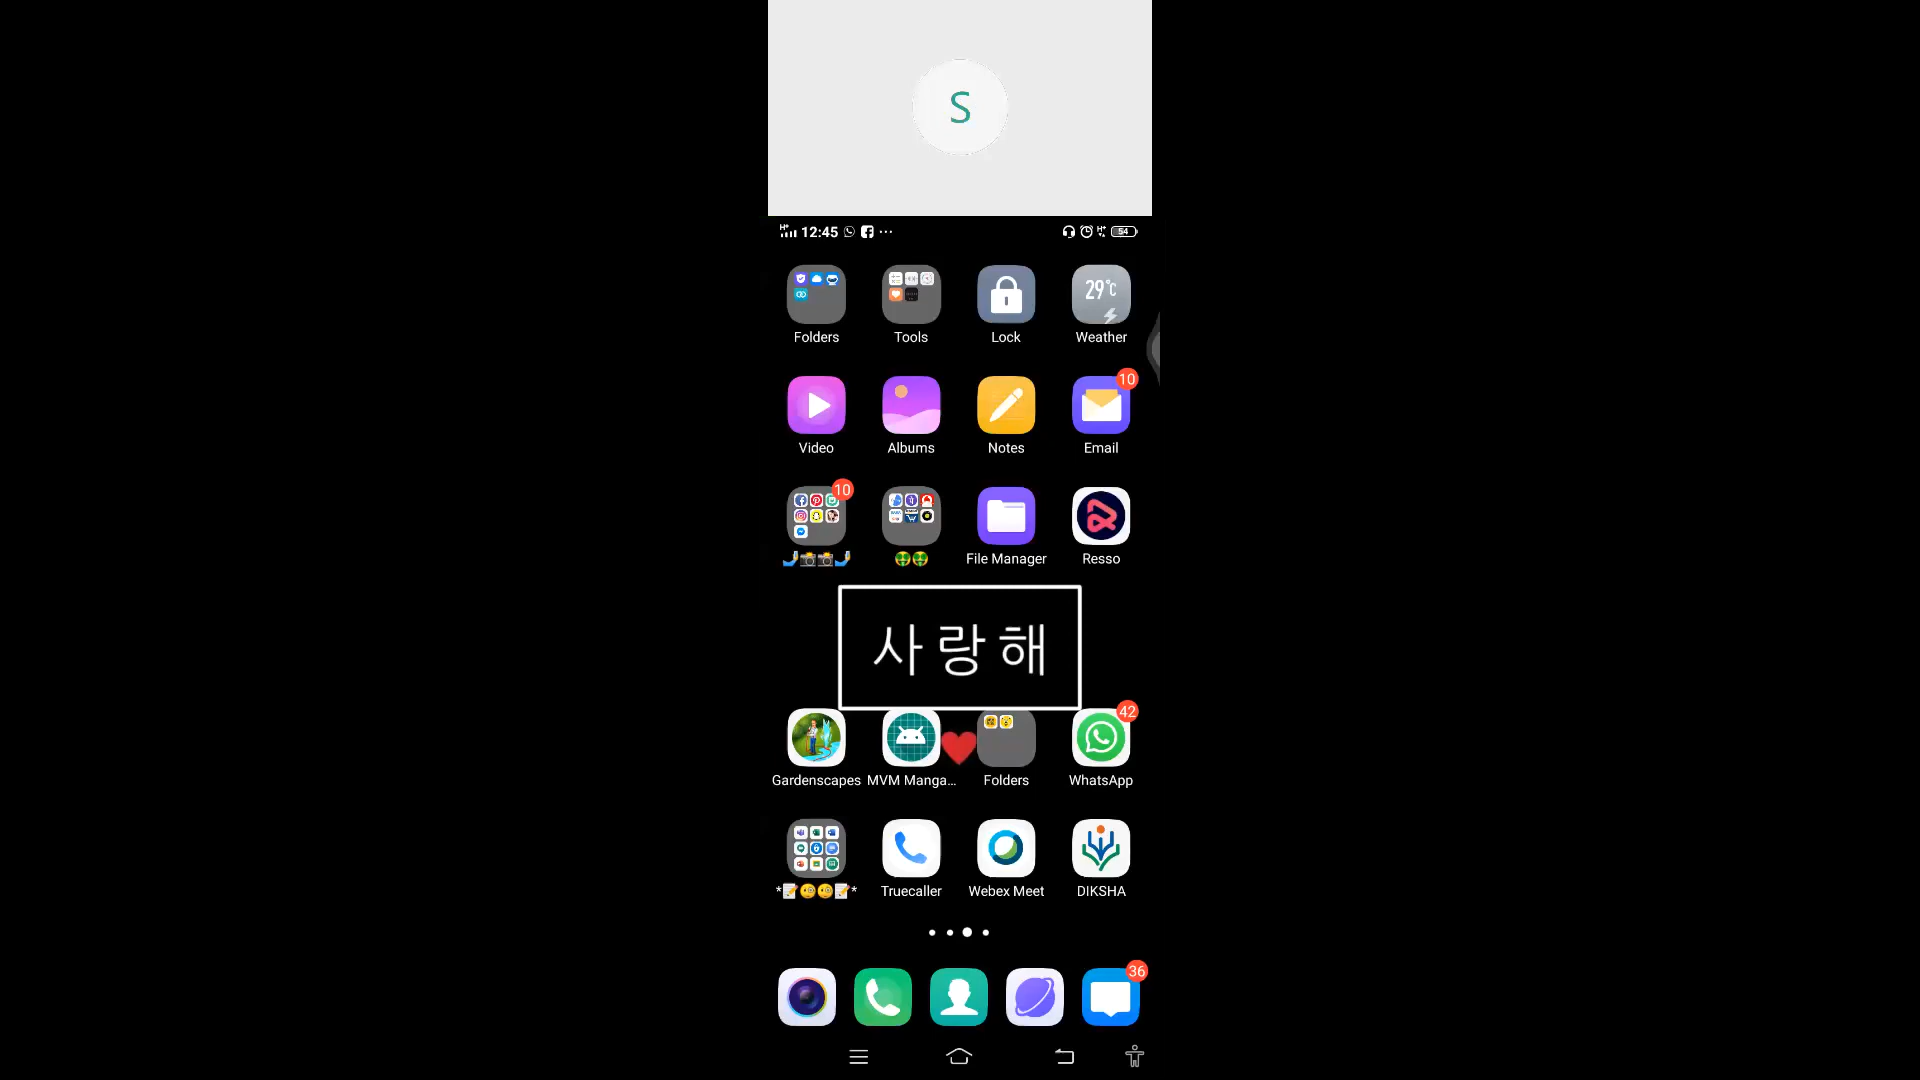 S
12:45 ... 54
Folders Tools Lock Weather
29°c
Video Albums Notes Email
10
10
🤳📸📸🤳 🤑🤑 File Manager Resso
사랑해
42
Gardenscapes MVM Manga... Folders WhatsApp
*📝🧐🧐📝* Truecaller Webex Meet DIKSHA
36